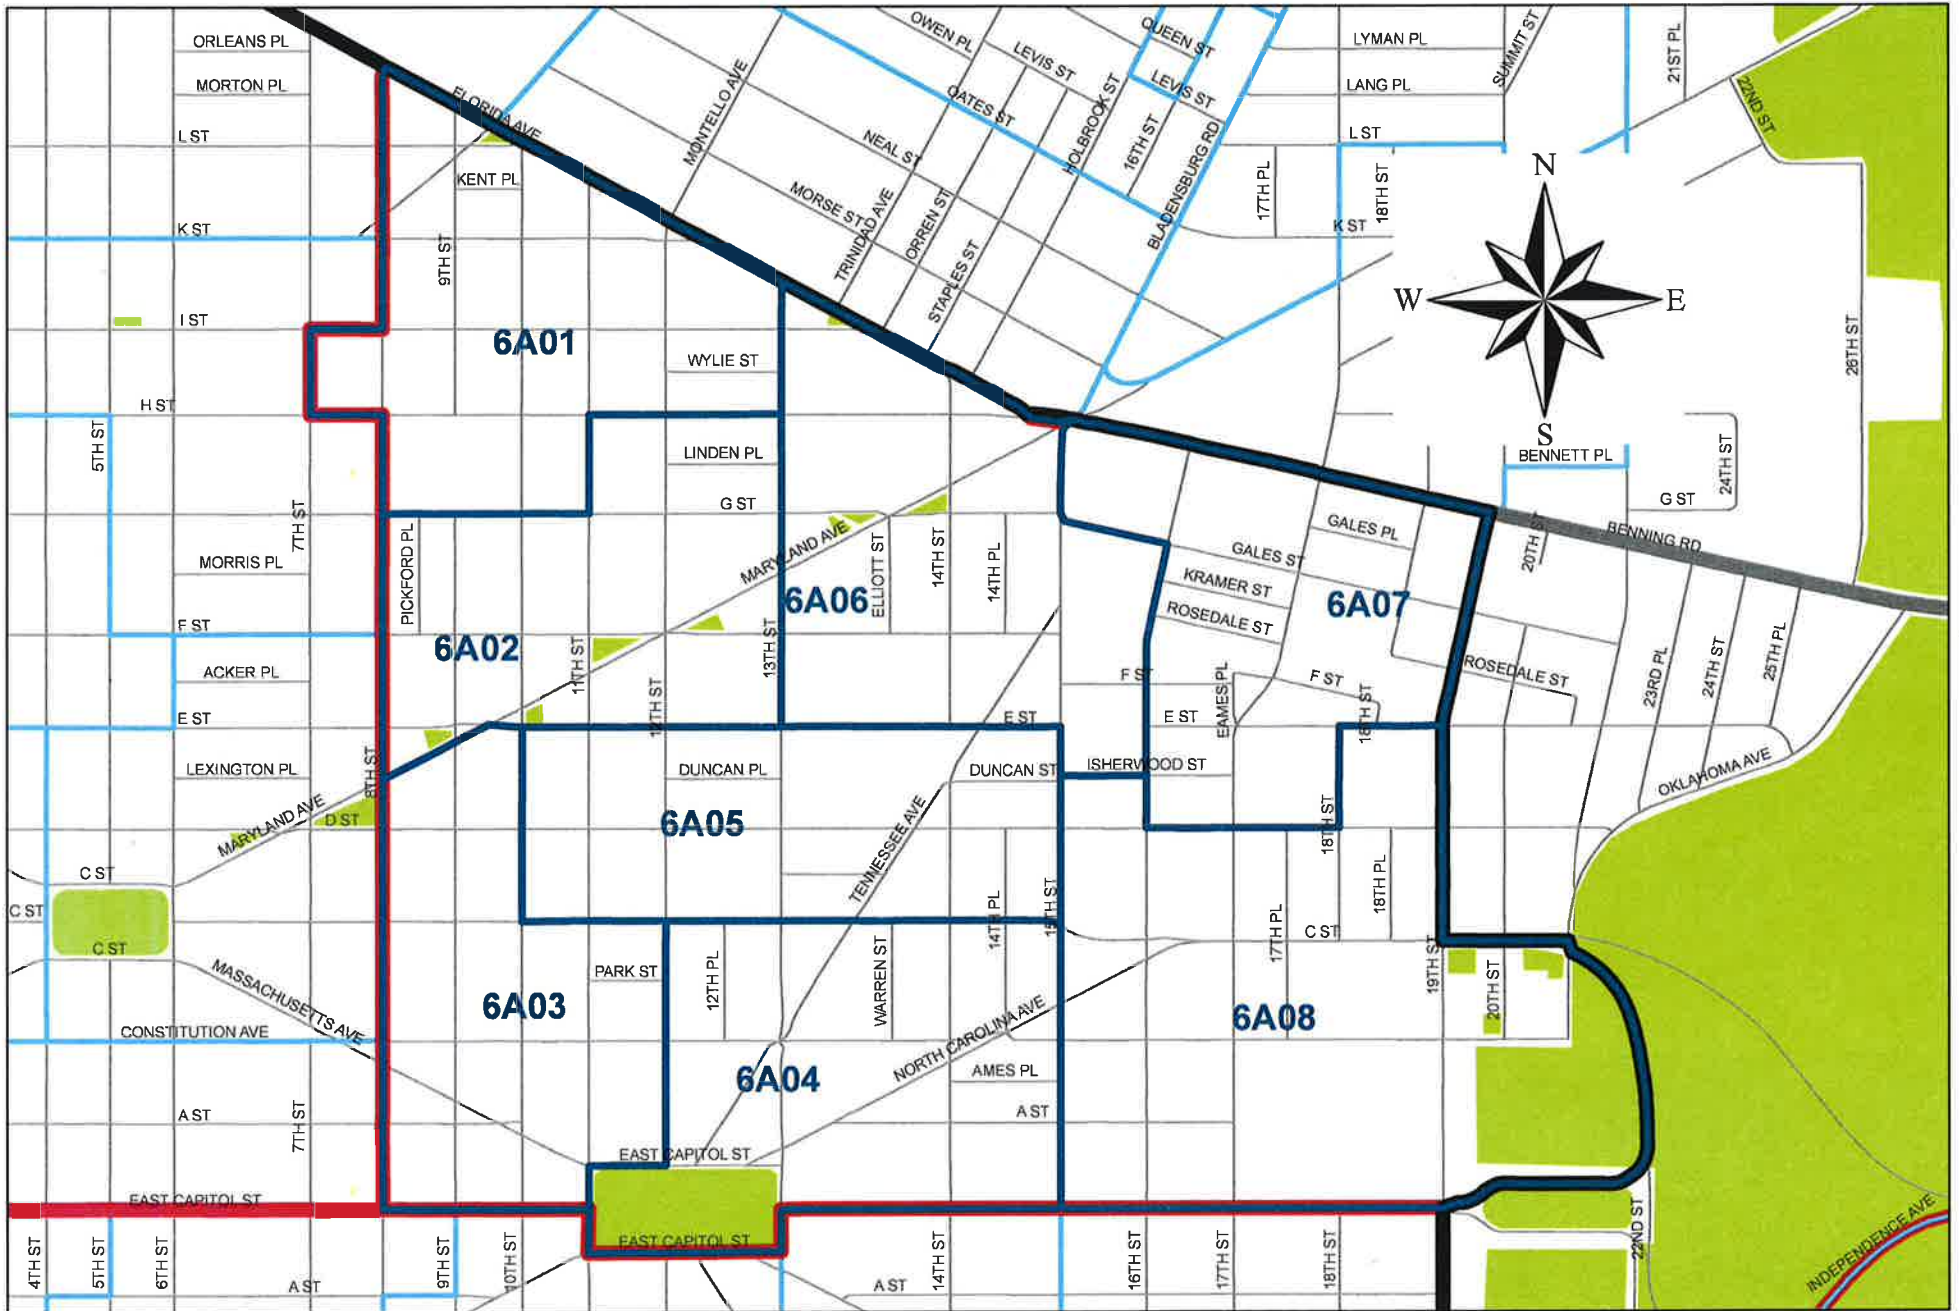 ORLEANS PL
MORTON PL
L ST
FLORIDA AVE
KENT PL
K ST
9TH ST
I ST
6A01
WYLIE ST
H ST
5TH ST
7TH ST
LINDEN PL
G ST
MORRIS PL
PICKFORD PL
F ST
6A02
ACKER PL
E ST
LEXINGTON PL
8TH ST
MARYLAND AVE
D ST
C ST
C ST
C ST
MASSACHUSETTS AVE
CONSTITUTION AVE
A ST
7TH ST
EAST CAPITOL ST
4TH ST
5TH ST
6TH ST
A ST
9TH ST
10TH ST
OWEN PL
LEVIS ST
QUEEN ST
LEVIS ST
OATES ST
MONTELLO AVE
NEAL ST
MORSE ST
TRINIDAD AVE
ORREN ST
STAPLES ST
HOLBROOK ST
16TH ST
BLADENSBURG RD
LYMAN PL
LANG PL
SUMMIT ST
L ST
17TH PL
18TH ST
K ST
21ST PL
22ND ST
N
W
E
S
26TH ST
BENNETT PL
G ST
24TH ST
BENNING RD
20TH ST
MARYLAND AVE
ELLIOTT ST
14TH ST
14TH PL
6A06
11TH ST
12TH ST
13TH ST
E ST
DUNCAN PL
DUNCAN ST
6A05
TENNESSEE AVE
14TH PL
15TH ST
GALES PL
GALES ST
KRAMER ST
ROSEDALE ST
6A07
F ST
EAMES PL
F ST
18TH ST
E ST
ISHERWOOD ST
ROSEDALE ST
23RD PL
24TH ST
25TH PL
OKLAHOMA AVE
18TH ST
18TH PL
17TH PL
C ST
19TH ST
20TH ST
6A08
PARK ST
6A03
12TH PL
WARREN ST
NORTH CAROLINA AVE
6A04
AMES PL
A ST
EAST CAPITOL ST
EAST CAPITOL ST
A ST
14TH ST
16TH ST
17TH ST
18TH ST
22ND ST
INDEPENDENCE AVE